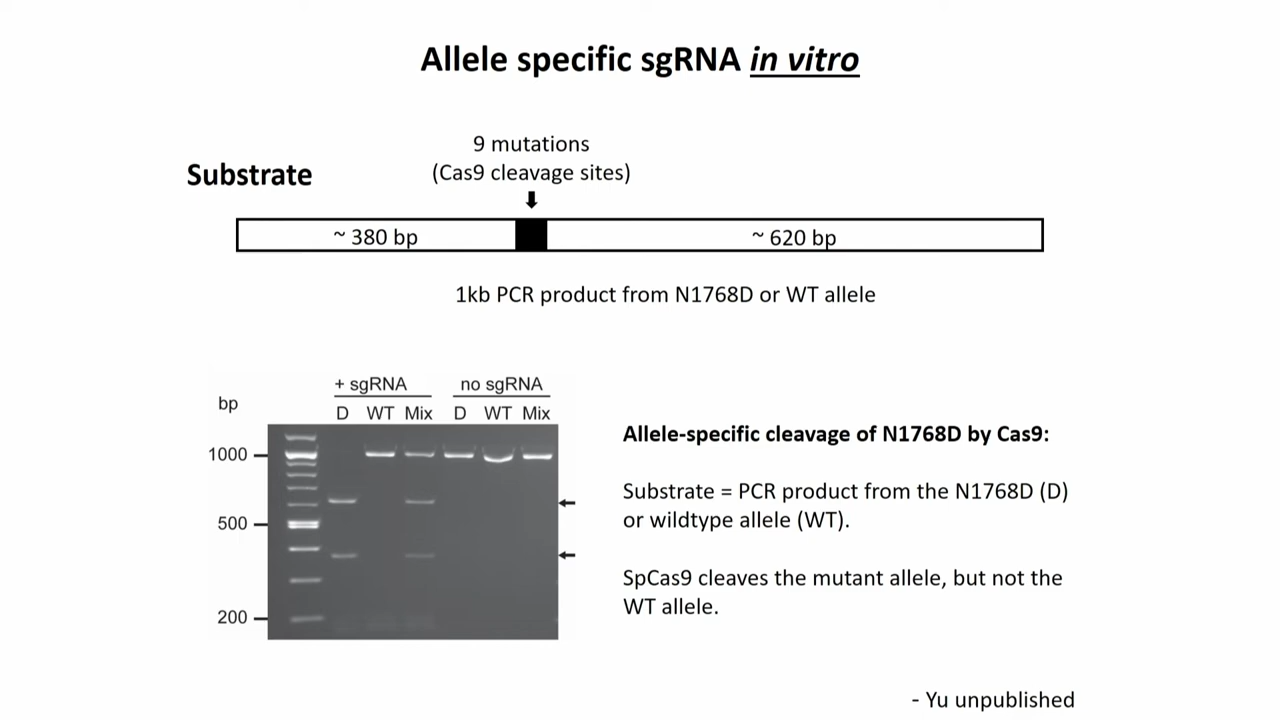 Allele specific sgRNA in vitro
9 mutations
(Cas9 cleavage sites)
Substrate
~ 380 bp
~ 620 bp
1kb PCR product from N1768D or WT allele
+ sgRNA no sgRNA
bp
D WT Mix D WT Mix
1000
500
200
Allele-specific cleavage of N1768D by Cas9:
Substrate = PCR product from the N1768D (D)
or wildtype allele (WT).
SpCas9 cleaves the mutant allele, but not the
WT allele.
- Yu unpublished